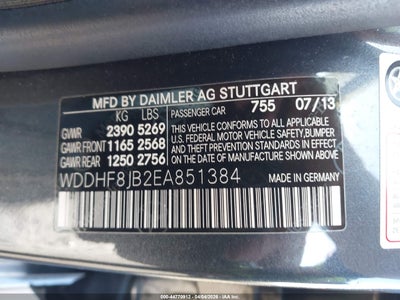 MFD BY DAIMLER AG STUTTGART
KG LBS PASSENGER CAR 755 07/13
GVWR 2390 5269 THIS VEHICLE CONFORMS TO ALL APPLICABLE
GAWR FRONT 1165 2568 U.S. FEDERAL MOTOR VEHICLE SAFETY, BUMPER
GAWR REAR 1250 2756 AND THEFT PREVENTION STANDARDS IN EFFECT
ON THE DATE OF MANUFACTURE SHOWN ABOVE.
WDDHF8JB2EA851384 MADE IN GERMANY